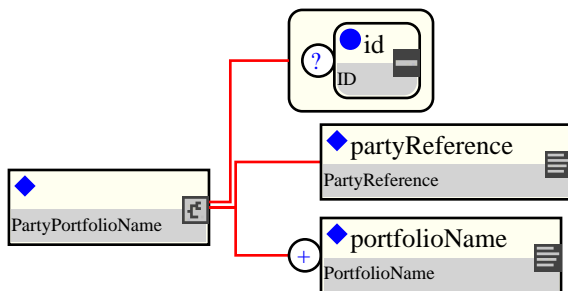 ?
id
ID
partyReference
PartyReference
PartyPortfolioName
+
portfolioName
PortfolioName